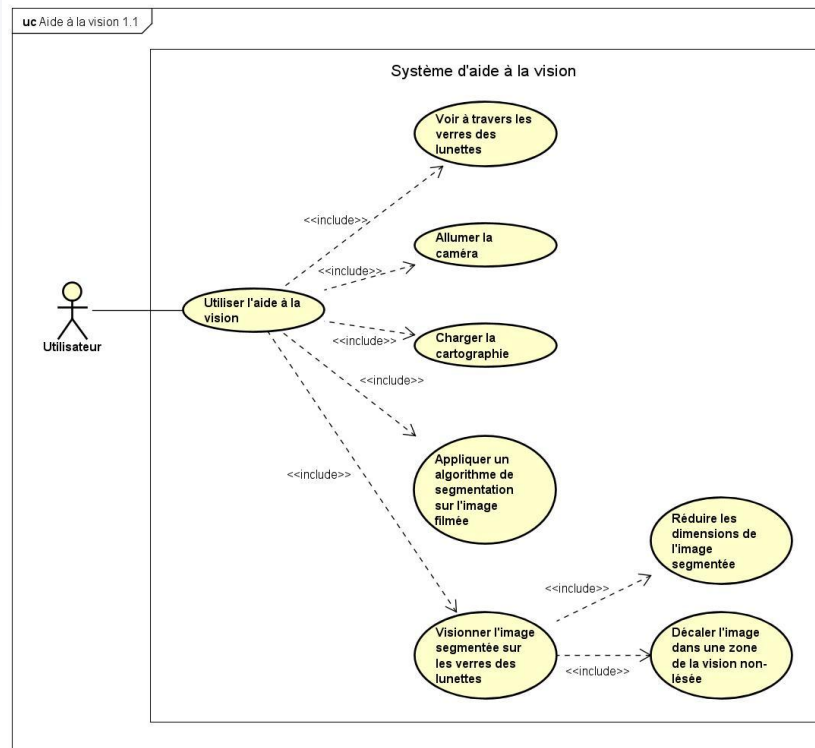 uc Aide à la vision 1.1
Système d'aide à la vision
Voir à travers les
verres des
lunettes
<<include>>
Allumer la
caméra
<<include>>
Utiliser l'aide à la
vision
Utilisateur
<<include>>
Charger la
cartographie
<<include>>
Appliquer un
algorithme de
segmentation
sur l'image
filmée
<<include>>
Réduire les
dimensions de
l'image
segmentée
<<include>>
Visionner l'image
segmentée sur
les verres des
lunettes
<<include>>
Décaler l'image
dans une zone
de la vision non-
lésée